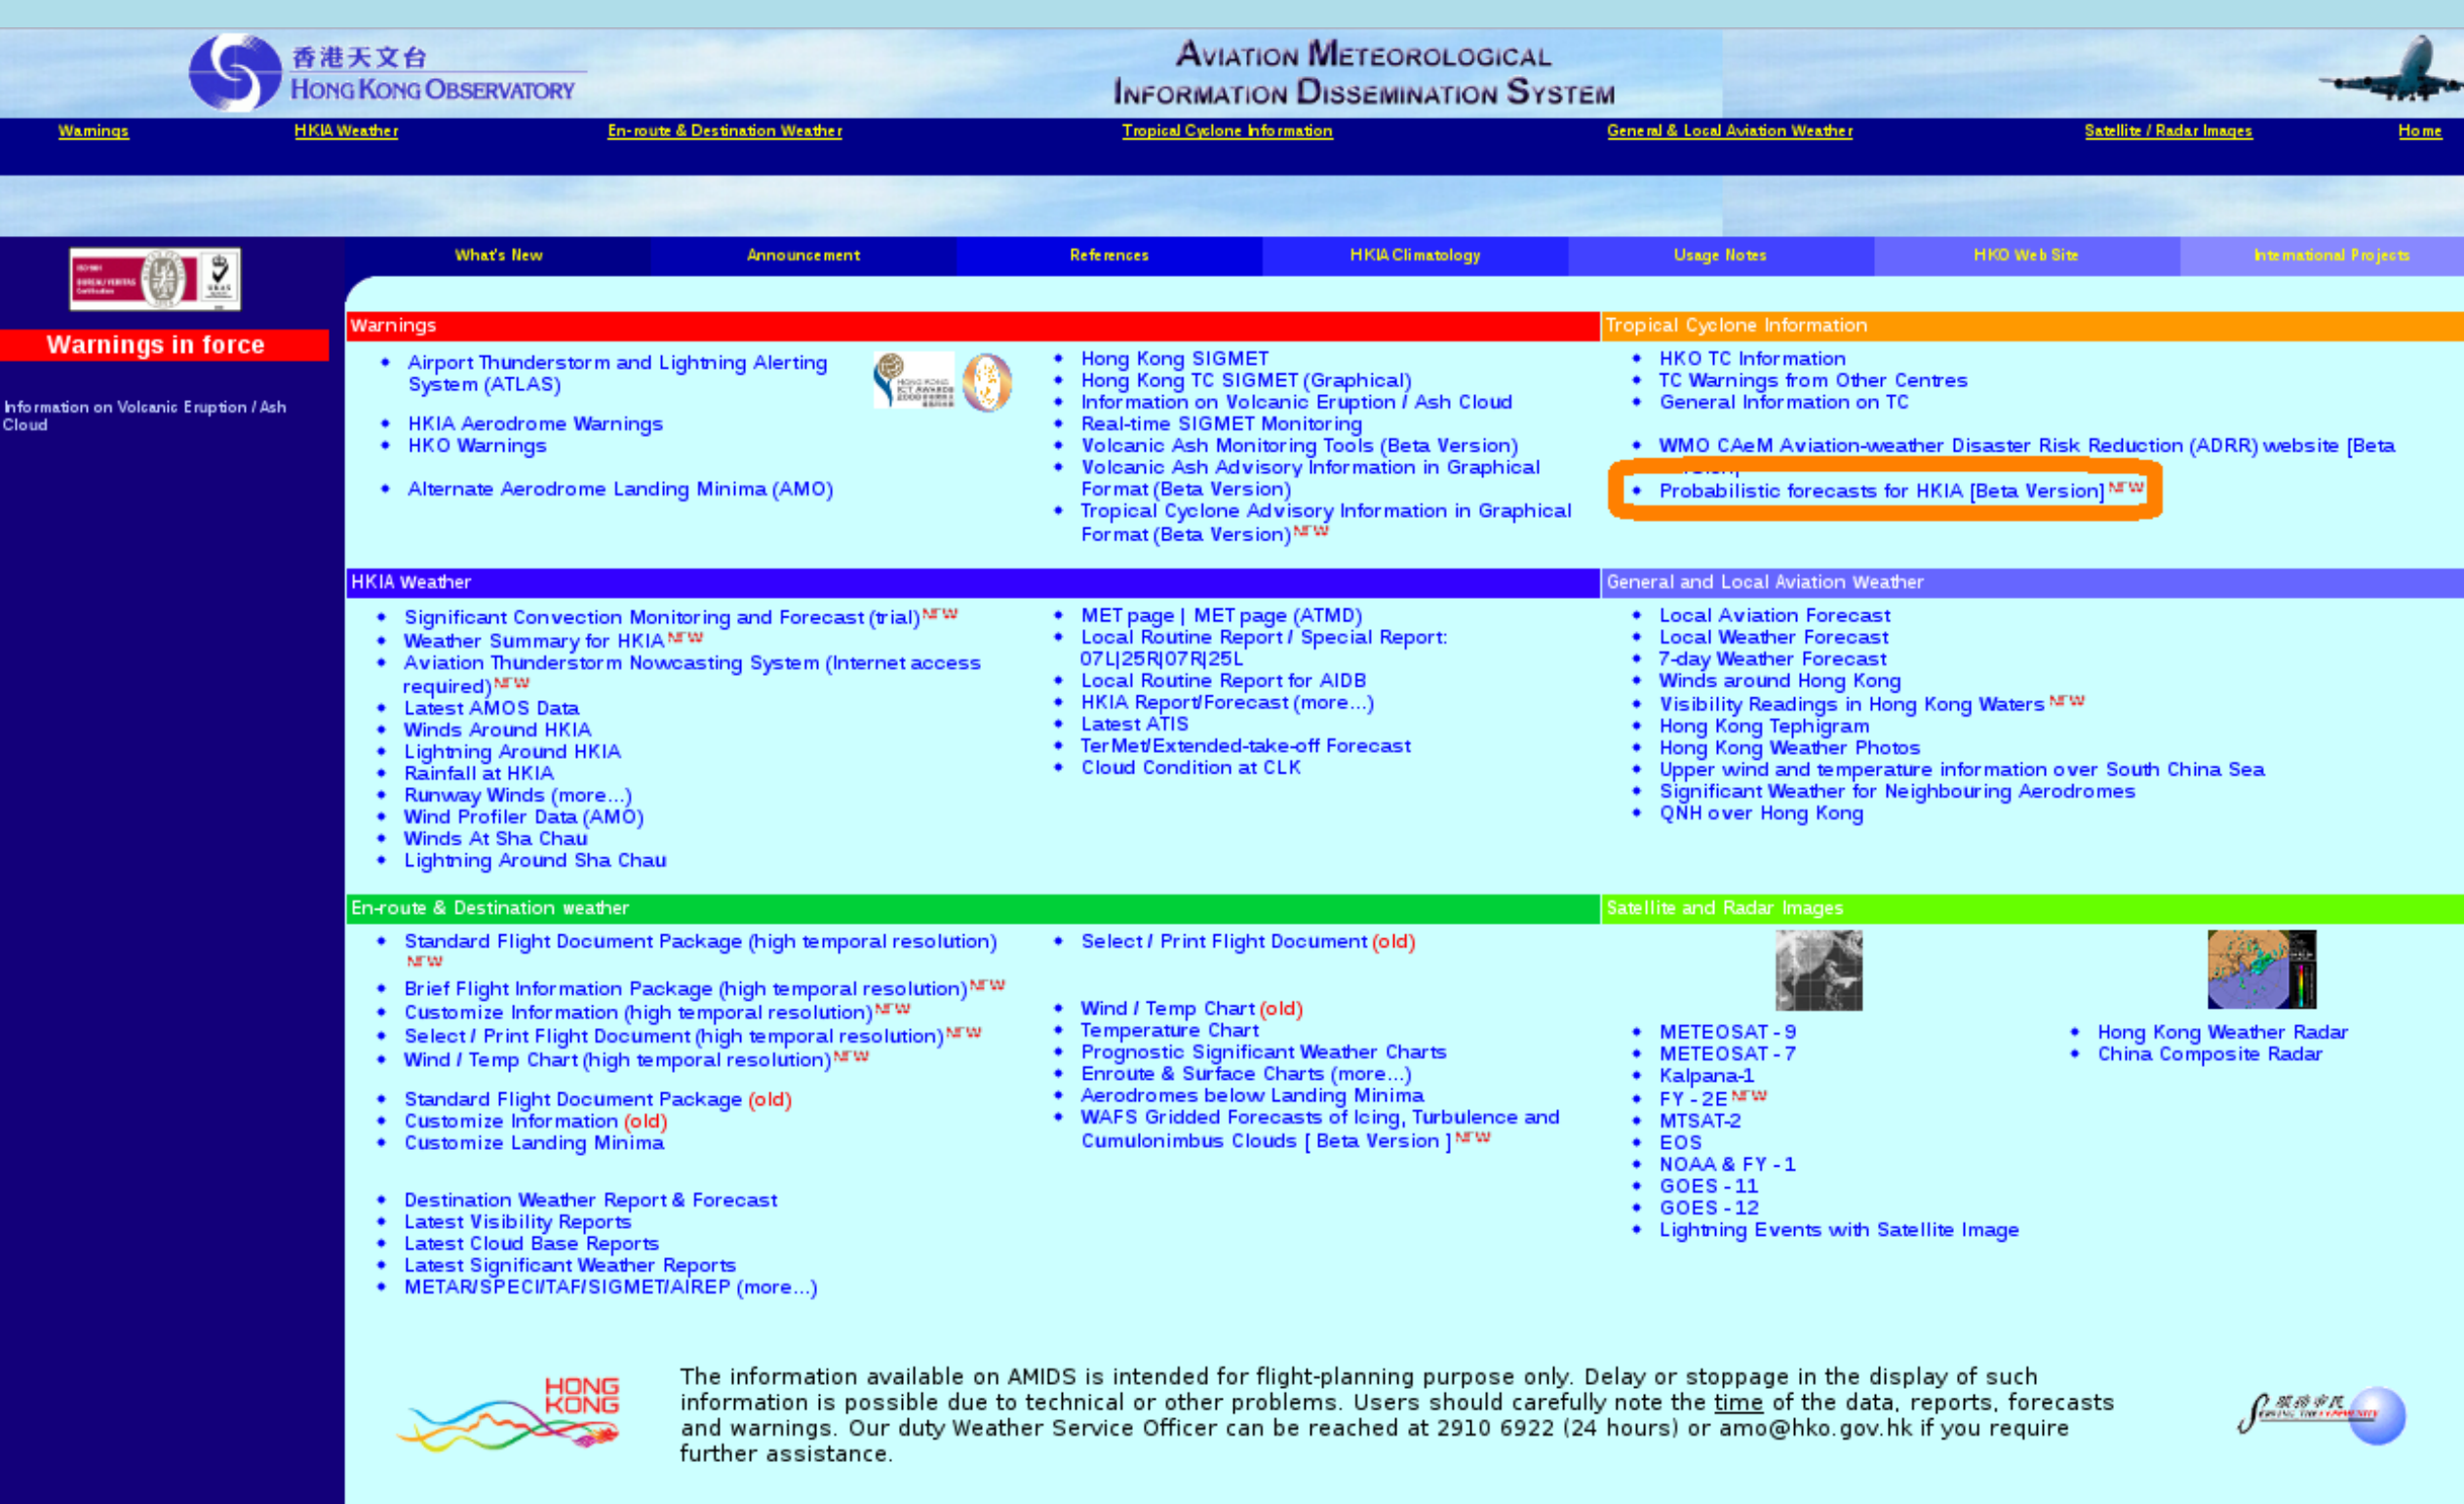 香港天文台
HONG KONG OBSERVATORY
AVIATION METEOROLOGICAL
INFORMATION DISSEMINATION SYSTEM
Warnings
HKIA Weather
En-route & Destination Weather
Tropical Cyclone Information
General & Local Aviation Weather
Satellite / Radar Images
Home
What's New
Announcement
References
HKIA Climatology
Usage Notes
HKO Web Site
International Projects
ISO 9001
BUREAU VERITAS
Certification
UKAS
Warnings in force
Information on Volcanic Eruption / Ash
Cloud
Warnings
Airport Thunderstorm and Lightning Alerting
System (ATLAS)
HKIA Aerodrome Warnings
HKO Warnings
Alternate Aerodrome Landing Minima (AMO)
HONG KONG
ICT AWARDS
Hong Kong SIGMET
Hong Kong TC SIGMET (Graphical)
Information on Volcanic Eruption / Ash Cloud
Real-time SIGMET Monitoring
Volcanic Ash Monitoring Tools (Beta Version)
Volcanic Ash Advisory Information in Graphical
Format (Beta Version)
Tropical Cyclone Advisory Information in Graphical
Format (Beta Version) NEW
Tropical Cyclone Information
HKO TC Information
TC Warnings from Other Centres
General Information on TC
WMO CAeM Aviation-weather Disaster Risk Reduction (ADRR) website [Beta
Probabilistic forecasts for HKIA [Beta Version] NEW
HKIA Weather
Significant Convection Monitoring and Forecast (trial) NEW
Weather Summary for HKIA NEW
Aviation Thunderstorm Nowcasting System (Internet access
required) NEW
Latest AMOS Data
Winds Around HKIA
Lightning Around HKIA
Rainfall at HKIA
Runway Winds (more...)
Wind Profiler Data (AMO)
Winds At Sha Chau
Lightning Around Sha Chau
MET page | MET page (ATMD)
Local Routine Report / Special Report:
07L|25R|07R|25L
Local Routine Report for AIDB
HKIA Report/Forecast (more...)
Latest ATIS
TerMet/Extended-take-off Forecast
Cloud Condition at CLK
General and Local Aviation Weather
Local Aviation Forecast
Local Weather Forecast
7-day Weather Forecast
Winds around Hong Kong
Visibility Readings in Hong Kong Waters NEW
Hong Kong Tephigram
Hong Kong Weather Photos
Upper wind and temperature information over South China Sea
Significant Weather for Neighbouring Aerodromes
QNH over Hong Kong
En-route & Destination weather
Standard Flight Document Package (high temporal resolution)
NEW
Brief Flight Information Package (high temporal resolution) NEW
Customize Information (high temporal resolution) NEW
Select / Print Flight Document (high temporal resolution) NEW
Wind / Temp Chart (high temporal resolution) NEW
Standard Flight Document Package (old)
Customize Information (old)
Customize Landing Minima
Destination Weather Report & Forecast
Latest Visibility Reports
Latest Cloud Base Reports
Latest Significant Weather Reports
METAR/SPECI/TAF/SIGMET/AIREP (more...)
Select / Print Flight Document (old)
Wind / Temp Chart (old)
Temperature Chart
Prognostic Significant Weather Charts
Enroute & Surface Charts (more...)
Aerodromes below Landing Minima
WAFS Gridded Forecasts of Icing, Turbulence and
Cumulonimbus Clouds [ Beta Version ] NEW
Satellite and Radar Images
METEOSAT - 9
METEOSAT - 7
Kalpana-1
FY - 2E NEW
MTSAT-2
EOS
NOAA & FY - 1
GOES - 11
GOES - 12
Lightning Events with Satellite Image
Hong Kong Weather Radar
China Composite Radar
HONG
KONG
The information available on AMIDS is intended for flight-planning purpose only. Delay or stoppage in the display of such
information is possible due to technical or other problems. Users should carefully note the time of the data, reports, forecasts
and warnings. Our duty Weather Service Officer can be reached at 2910 6922 (24 hours) or amo@hko.gov.hk if you require
further assistance.
SERVING THE COMMUNITY